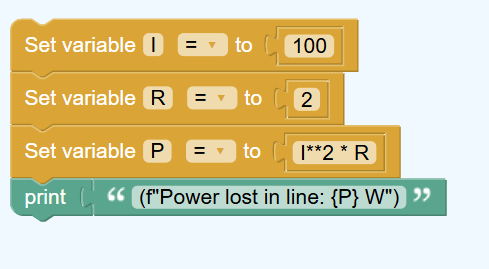 Set variable I = to 100
Set variable R = to 2
Set variable P = to I**2 * R
print “ (f"Power lost in line: {P} W") ”